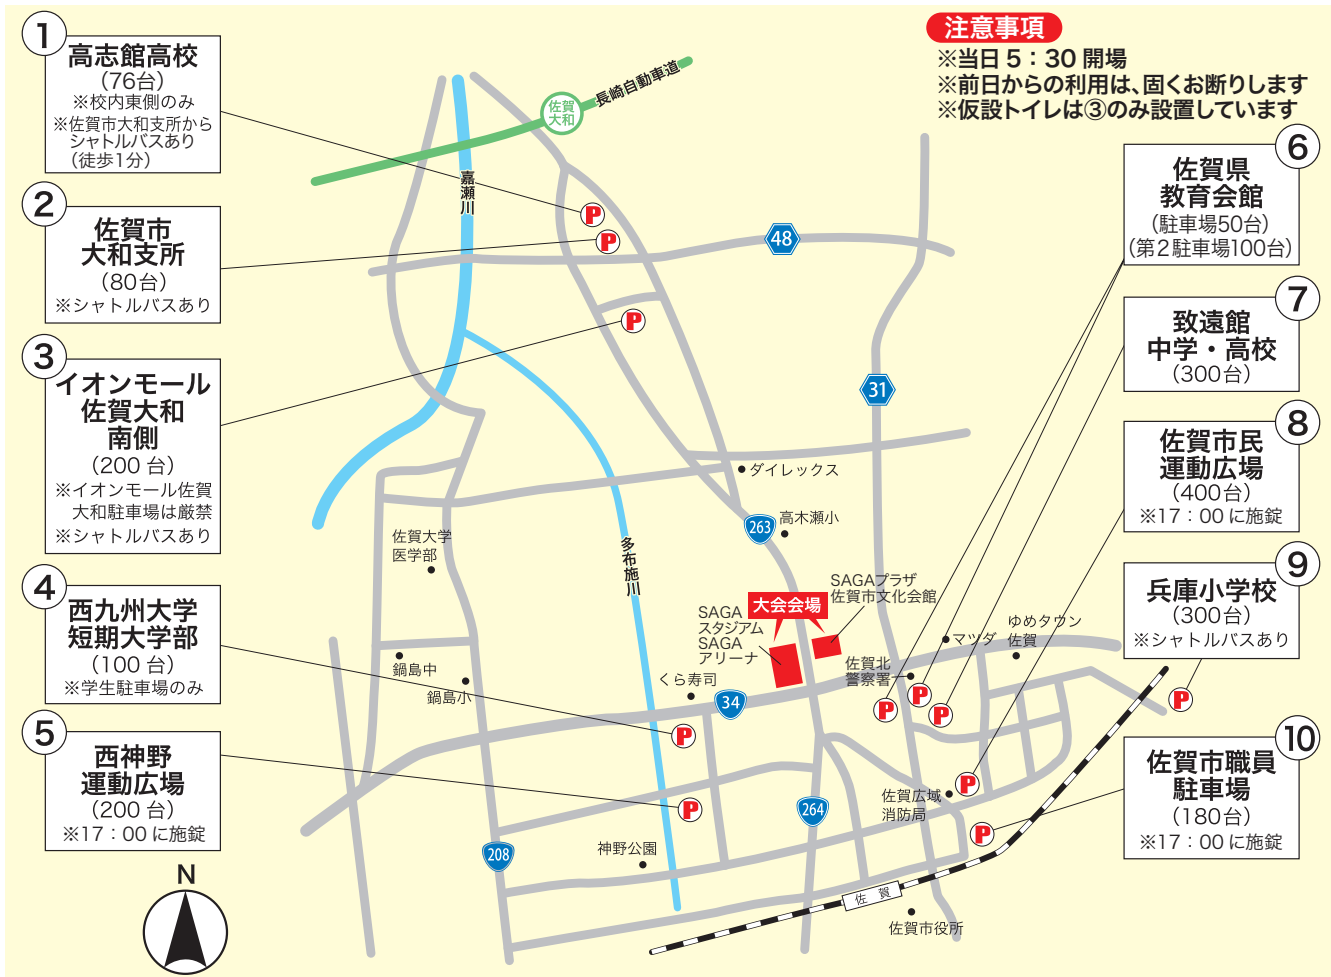 注意事項
※当日5：30開場
※前日からの利用は、固くお断りします
※仮設トイレは③のみ設置しています
1
高志館高校
（76台）
※校内東側のみ
※佐賀市大和支所から
シャトルバスあり
（徒歩1分）
2
佐賀市
大和支所
（80台）
※シャトルバスあり
3
イオンモール
佐賀大和
南側
（200台）
※イオンモール佐賀
大和駐車場は厳禁
※シャトルバスあり
4
西九州大学
短期大学部
（100台）
※学生駐車場のみ
5
西神野
運動広場
（200台）
※17：00に施錠
6
佐賀県
教育会館
（駐車場50台）
（第2駐車場100台）
7
致遠館
中学・高校
（300台）
8
佐賀市民
運動広場
（400台）
※17：00に施錠
9
兵庫小学校
（300台）
※シャトルバスあり
10
佐賀市職員
駐車場
（180台）
※17：00に施錠
長崎自動車道
佐賀
大和
嘉瀬川
P
P
48
P
31
ダイレックス
263
高木瀬小
佐賀大学
医学部
多布施川
SAGAプラザ
佐賀市文化会館
大会会場
SAGA
スタジアム
SAGA
アリーナ
ゆめタウン
佐賀
マツダ
佐賀北
警察署
鍋島中
鍋島小
くら寿司
34
P
P
P
P
P
P
佐賀広域
消防局
P
264
P
208
神野公園
佐賀
佐賀市役所
N